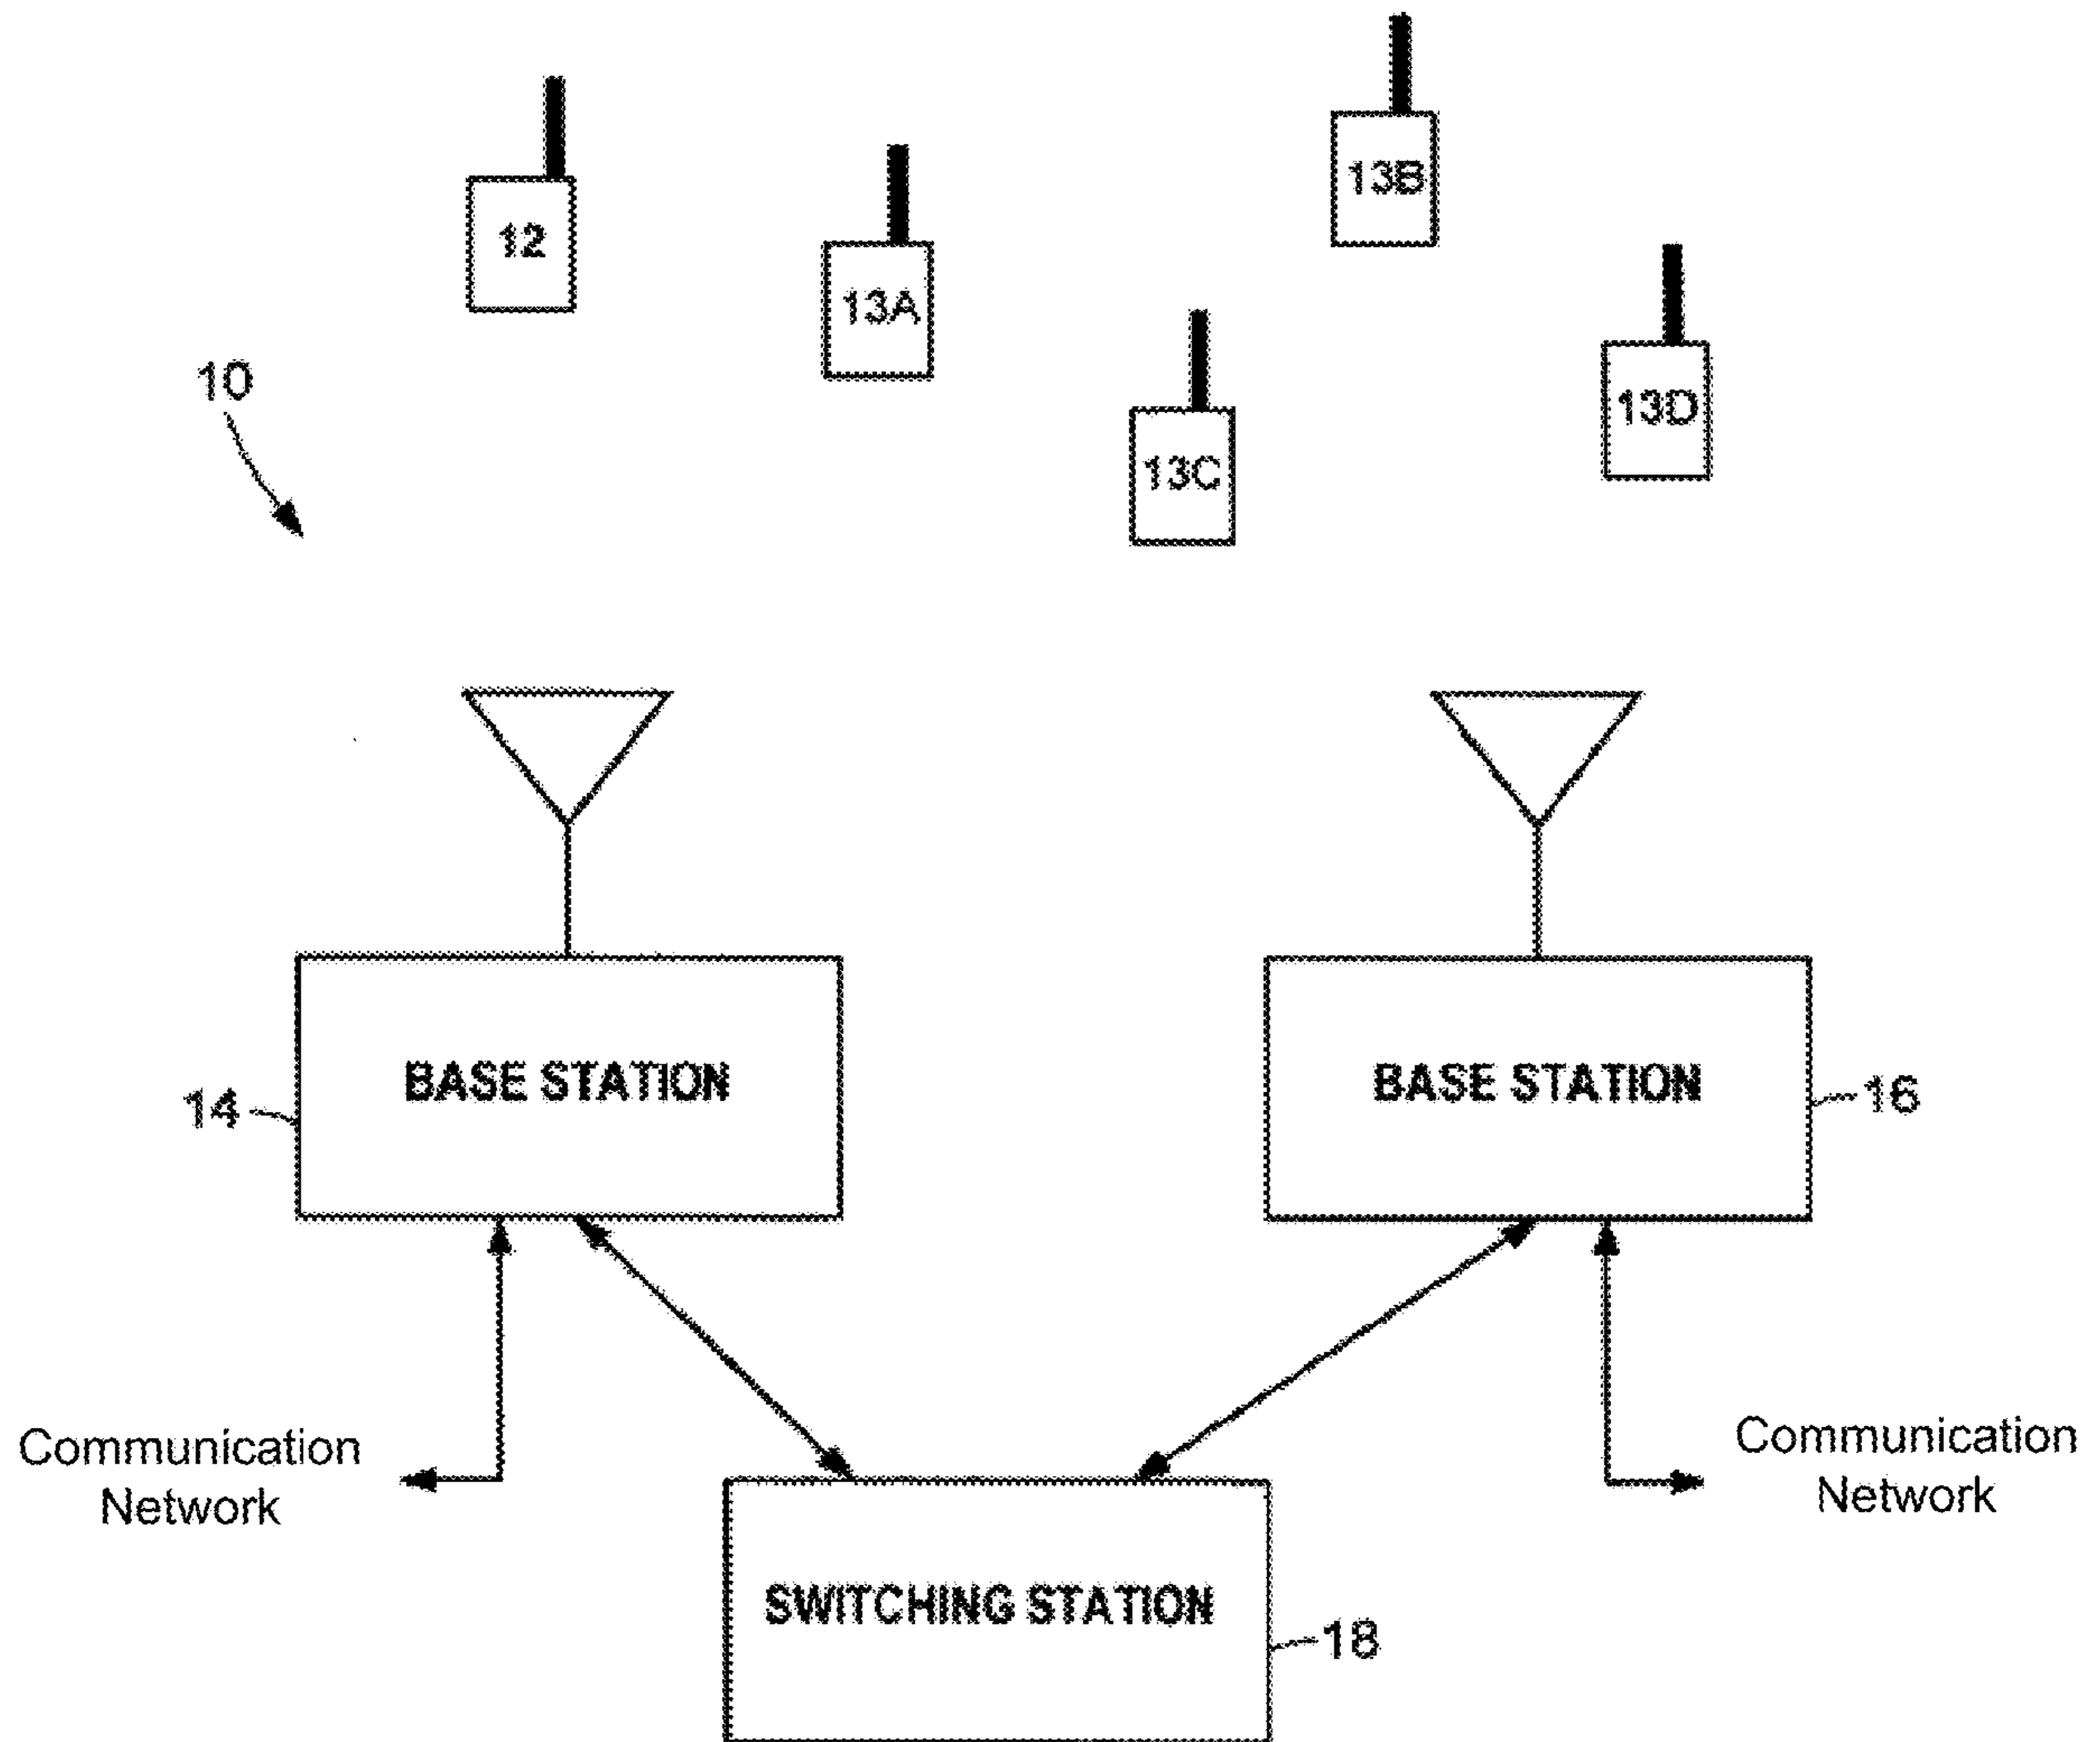 13B
12
13A
10
13D
13C
BASE STATION
BASE STATION
14
16
Communication
Network
Communication
Network
SWITCHING STATION
18